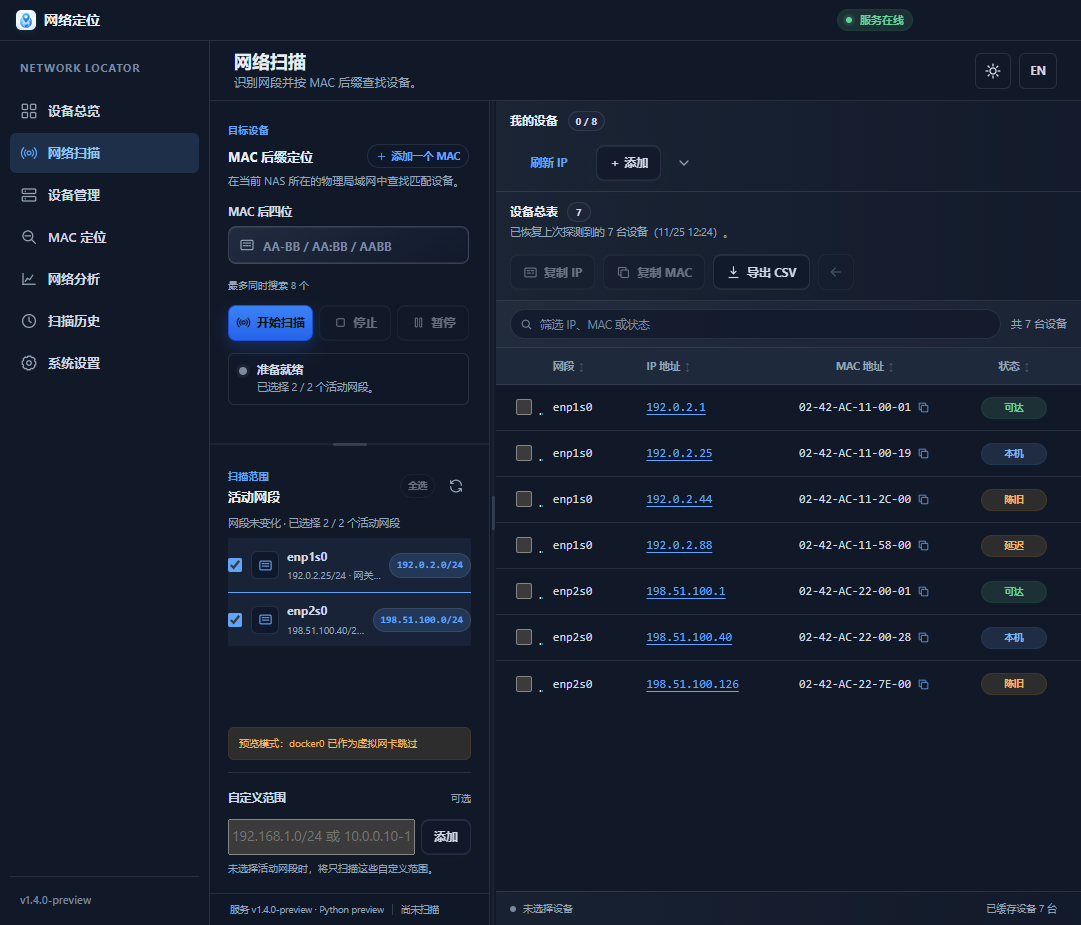 网络定位
服务在线
NETWORK LOCATOR
设备总览
网络扫描
设备管理
MAC 定位
网络分析
扫描历史
系统设置
v1.4.0-preview
网络扫描
识别网段并按 MAC 后缀查找设备。
EN
目标设备
MAC 后缀定位
+ 添加一个 MAC
在当前 NAS 所在的物理局域网中查找匹配设备。
MAC 后四位
AA-BB / AA:BB / AABB
最多同时搜索 8 个
开始扫描
停止
暂停
准备就绪
已选择 2 / 2 个活动网段。
扫描范围
活动网段
全选
网段未变化 · 已选择 2 / 2 个活动网段
enp1s0
192.0.2.25/24 · 网关...
192.0.2.0/24
enp2s0
198.51.100.40/2...
198.51.100.0/24
预览模式：docker0 已作为虚拟网卡跳过
自定义范围
可选
192.168.1.0/24 或 10.0.0.10-1
添加
未选择活动网段时，将只扫描这些自定义范围。
服务 v1.4.0-preview · Python preview
尚未扫描
我的设备
0 / 8
刷新 IP
+ 添加
设备总表
7
已恢复上次探测到的 7 台设备（11/25 12:24）。
复制 IP
复制 MAC
导出 CSV
筛选 IP、MAC 或状态
共 7 台设备
网段 IP 地址 MAC 地址 状态
enp1s0 192.0.2.1 02-42-AC-11-00-01 可达
enp1s0 192.0.2.25 02-42-AC-11-00-19 本机
enp1s0 192.0.2.44 02-42-AC-11-2C-00 陈旧
enp1s0 192.0.2.88 02-42-AC-11-58-00 延迟
enp2s0 198.51.100.1 02-42-AC-22-00-01 可达
enp2s0 198.51.100.40 02-42-AC-22-00-28 本机
enp2s0 198.51.100.126 02-42-AC-22-7E-00 陈旧
未选择设备
已缓存设备 7 台